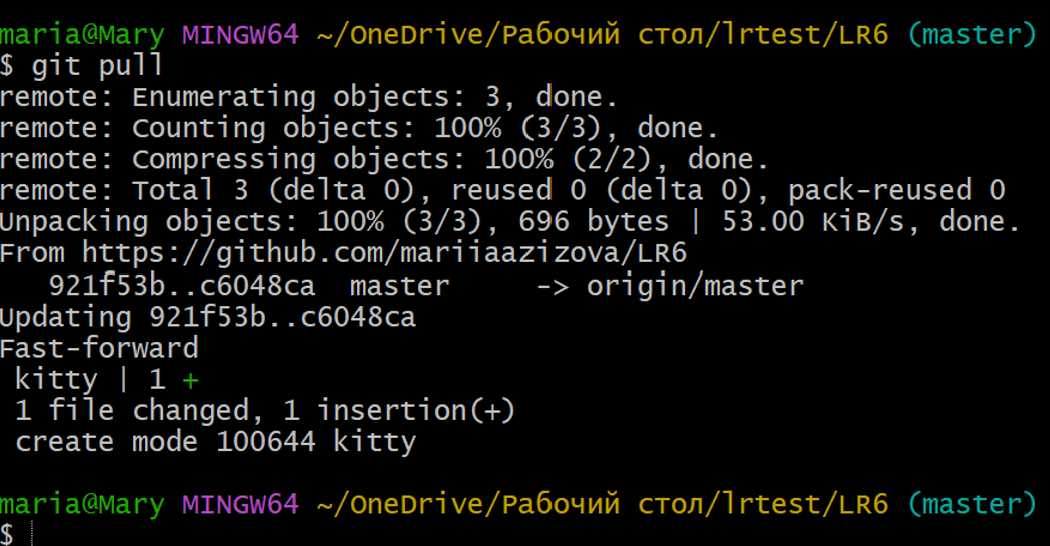 maria@Mary MINGW64 ~/OneDrive/Рабочий стол/lrtest/LR6 (master)
$ git pull
remote: Enumerating objects: 3, done.
remote: Counting objects: 100% (3/3), done.
remote: Compressing objects: 100% (2/2), done.
remote: Total 3 (delta 0), reused 0 (delta 0), pack-reused 0
Unpacking objects: 100% (3/3), 696 bytes | 53.00 KiB/s, done.
From https://github.com/mariiaazizova/LR6
   921f53b..c6048ca  master     -> origin/master
Updating 921f53b..c6048ca
Fast-forward
 kitty | 1 +
 1 file changed, 1 insertion(+)
 create mode 100644 kitty
maria@Mary MINGW64 ~/OneDrive/Рабочий стол/lrtest/LR6 (master)
$